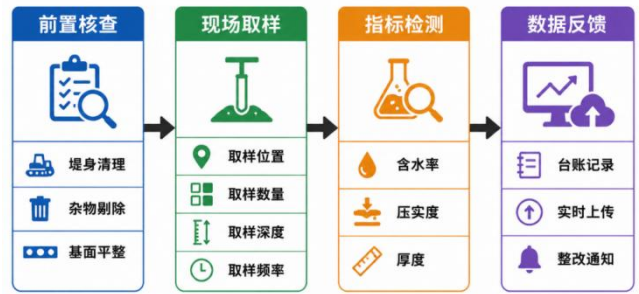 前置核查
堤身清理
杂物剔除
基面平整
现场取样
取样位置
取样数量
取样深度
取样频率
指标检测
含水率
压实度
厚度
数据反馈
台账记录
实时上传
整改通知